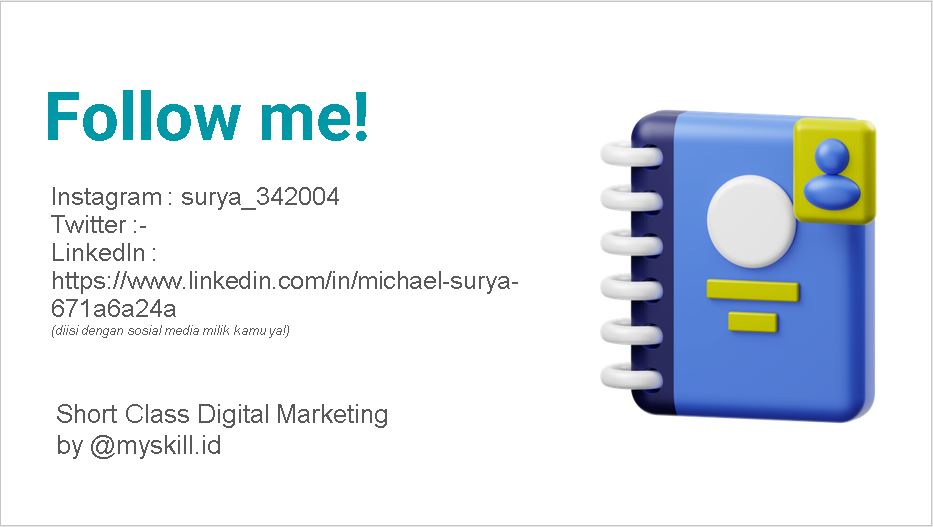 Follow me!
Instagram : surya_342004
Twitter :-
LinkedIn :
https://www.linkedin.com/in/michael-surya-
671a6a24a
(diisi dengan sosial media milik kamu ya!)
Short Class Digital Marketing
by @myskill.id